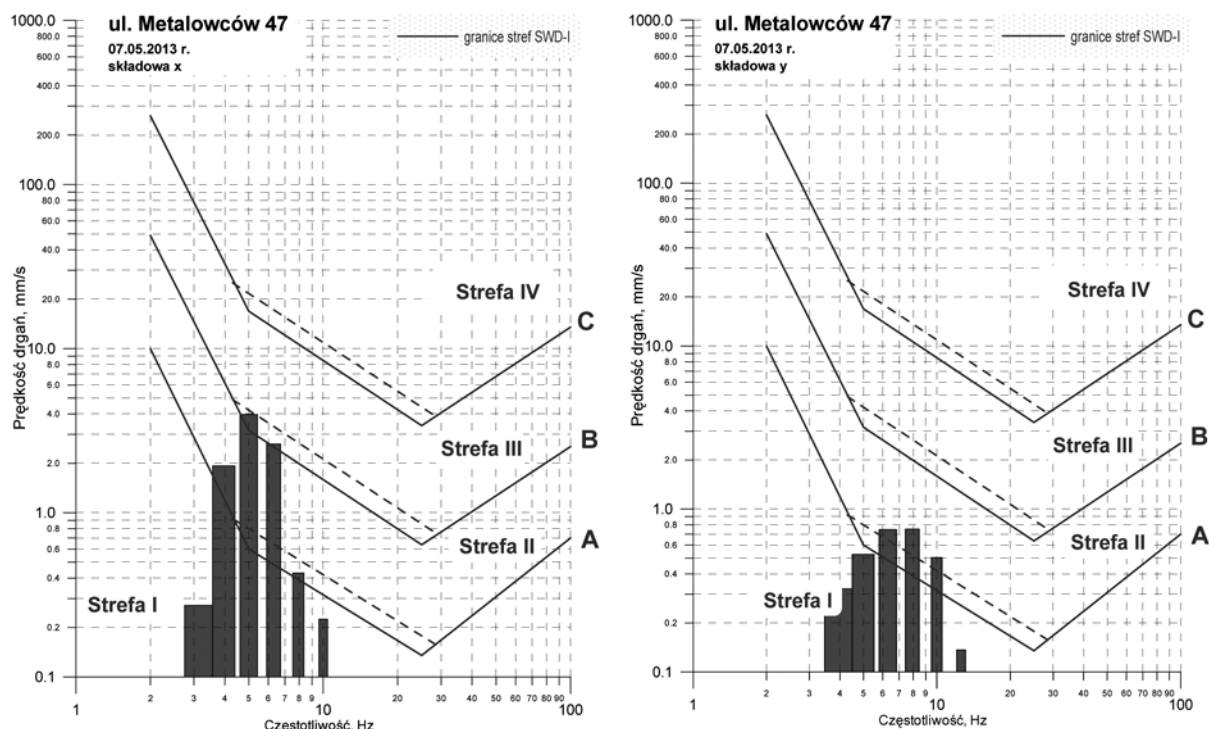 ul. Metalowców 47
07.05.2013 r.
składowa x
granice stref SWD-I
1000.0
800.0
600.0
400.0
200.0
100.0
80.0
60.0
40.0
20.0
10.0
8.0
6.0
4.0
2.0
1.0
0.8
0.6
0.4
0.2
0.1
Prędkość drgań, mm/s
Strefa IV
C
Strefa III
B
Strefa II
A
Strefa I
1 2 3 4 5 6 7 8 9 10 20 30 40 50 60 70 80 90 100
Częstotliwość, Hz
ul. Metalowców 47
07.05.2013 r.
składowa y
granice stref SWD-I
1000.0
800.0
600.0
400.0
200.0
100.0
80.0
60.0
40.0
20.0
10.0
8.0
6.0
4.0
2.0
1.0
0.8
0.6
0.4
0.2
0.1
Prędkość drgań, mm/s
Strefa IV
C
Strefa III
B
Strefa II
A
Strefa I
1 2 3 4 5 6 7 8 9 10 20 30 40 50 60 70 80 90 100
Częstotliwość, Hz